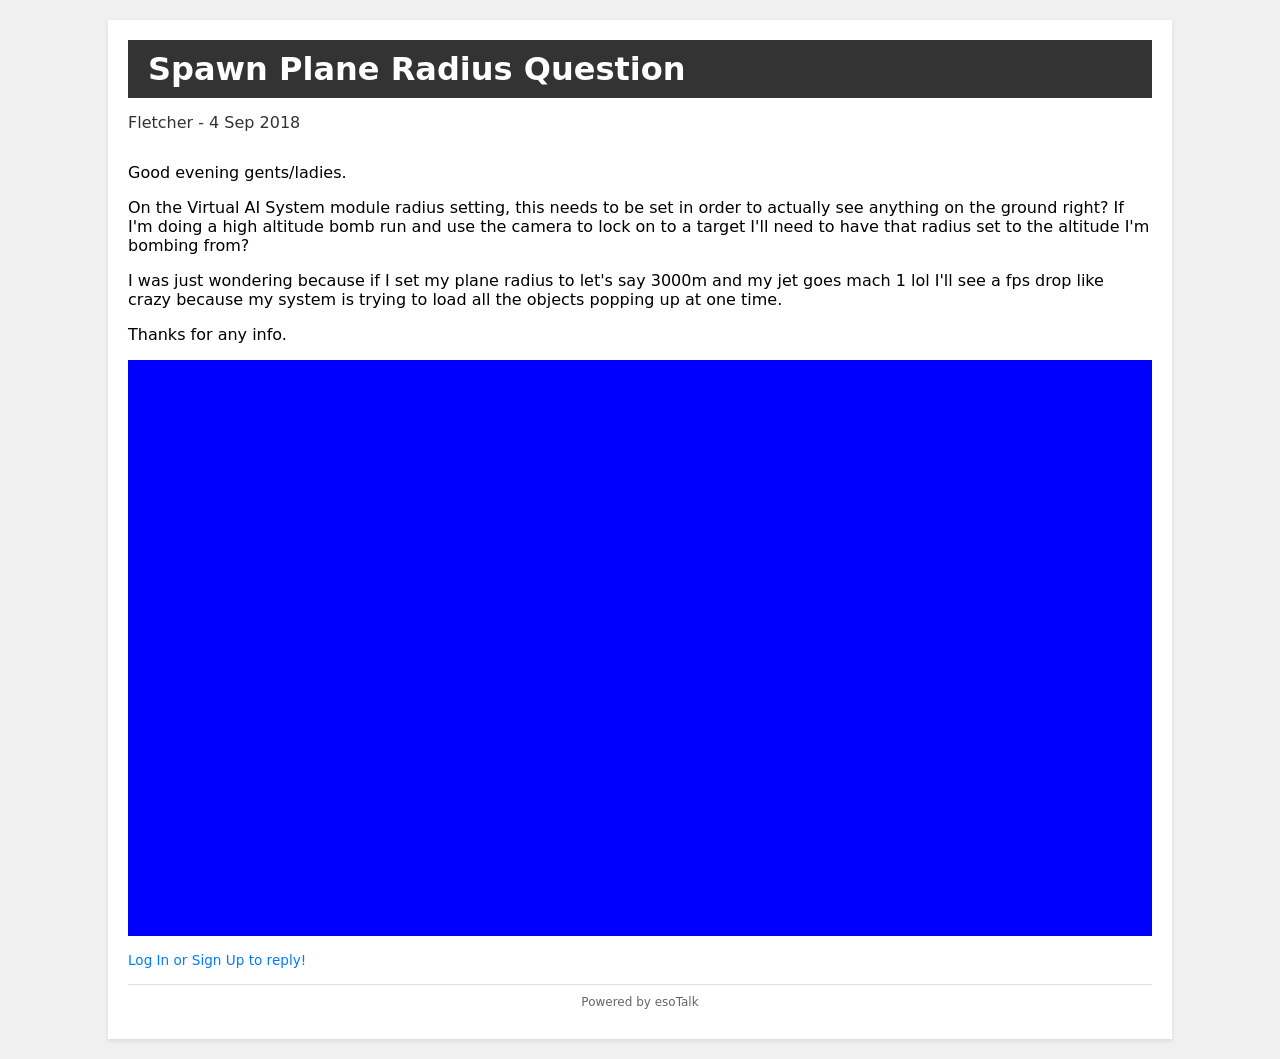 Spawn Plane Radius Question
Fletcher - 4 Sep 2018
Good evening gents/ladies.
On the Virtual AI System module radius setting, this needs to be set in order to actually see anything on the ground right? If
I'm doing a high altitude bomb run and use the camera to lock on to a target I'll need to have that radius set to the altitude I'm
bombing from?
I was just wondering because if I set my plane radius to let's say 3000m and my jet goes mach 1 lol I'll see a fps drop like
crazy because my system is trying to load all the objects popping up at one time.
Thanks for any info.
Log In or Sign Up to reply!
Powered by esoTalk